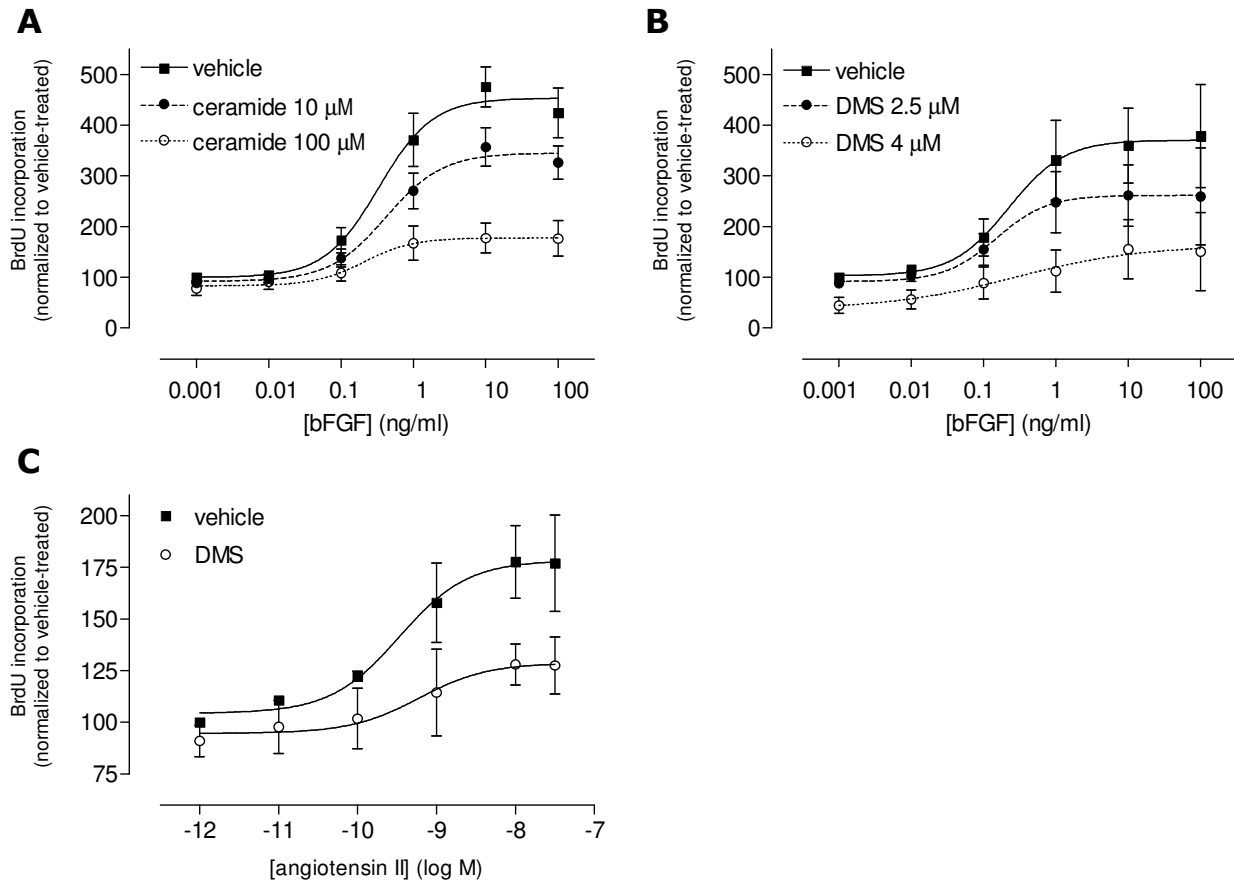 A
BrdU incorporation
(normalized to vehicle-treated)
500
400
300
200
100
0
vehicle
ceramide 10 µM
ceramide 100 µM
0.001 0.01 0.1 1 10 100
[bFGF] (ng/ml)
B
BrdU incorporation
(normalized to vehicle-treated)
500
400
300
200
100
0
vehicle
DMS 2.5 µM
DMS 4 µM
0.001 0.01 0.1 1 10 100
[bFGF] (ng/ml)
C
BrdU incorporation
(normalized to vehicle-treated)
200
175
150
125
100
75
vehicle
DMS
-12 -11 -10 -9 -8 -7
[angiotensin II] (log M)